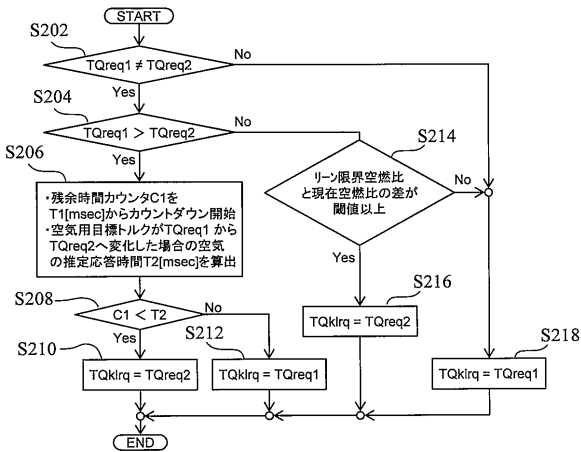 START
S202
TQreq1 ≠ TQreq2
No
Yes
S204
TQreq1 > TQreq2
No
Yes
S206
・残余時間カウンタC1を
T1[msec]からカウントダウン開始
・空気用目標トルクがTQreq1 から
TQreq2へ変化した場合の空気
の推定応答時間T2[msec]を算出
S214
リーン限界空燃比
と現在空燃比の差が
閾値以上
No
Yes
S208
C1 < T2
No
Yes
S216
TQklrq = TQreq2
S210
TQklrq = TQreq2
S212
TQklrq = TQreq1
S218
TQklrq = TQreq1
END